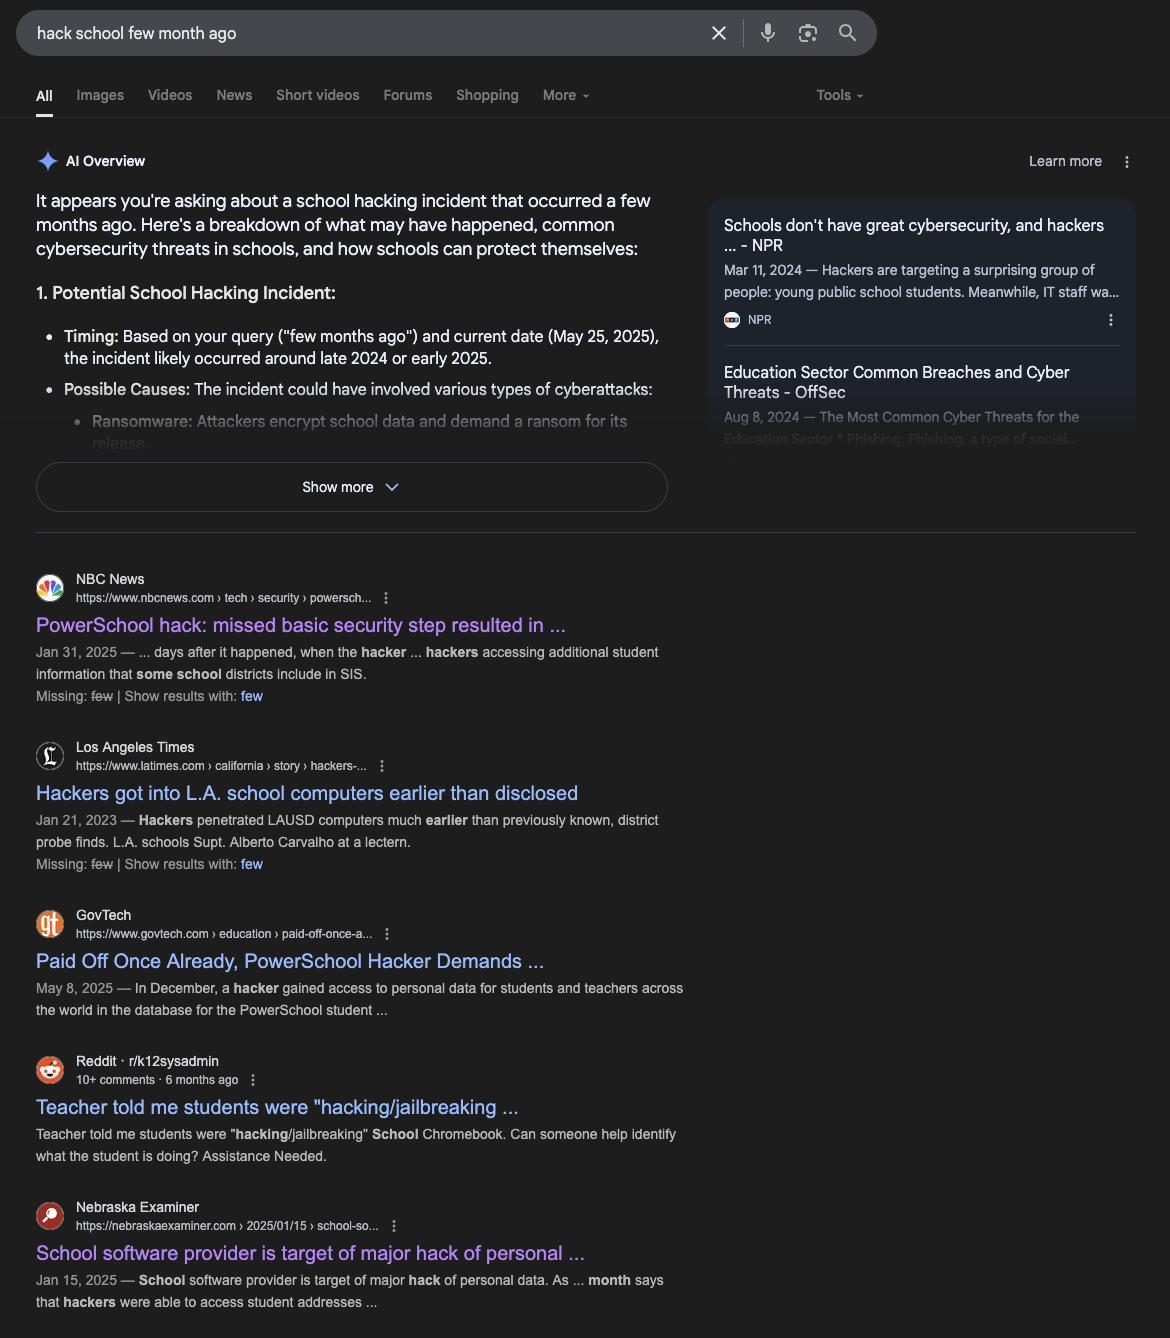 hack school few month ago
All Images Videos News Short videos Forums Shopping More Tools
AI Overview
Learn more
It appears you're asking about a school hacking incident that occurred a few
months ago. Here's a breakdown of what may have happened, common
cybersecurity threats in schools, and how schools can protect themselves:
1. Potential School Hacking Incident:
• Timing: Based on your query ("few months ago") and current date (May 25, 2025),
the incident likely occurred around late 2024 or early 2025.
• Possible Causes: The incident could have involved various types of cyberattacks:
• Ransomware: Attackers encrypt school data and demand a ransom for its
release.
Show more
Schools don't have great cybersecurity, and hackers
... - NPR
Mar 11, 2024 — Hackers are targeting a surprising group of
people: young public school students. Meanwhile, IT staff wa...
NPR
Education Sector Common Breaches and Cyber
Threats - OffSec
Aug 8, 2024 — The Most Common Cyber Threats for the
Education Sector * Phishing. Phishing, a type of social...
NBC News
https://www.nbcnews.com › tech › security › powersch...
PowerSchool hack: missed basic security step resulted in ...
Jan 31, 2025 — ... days after it happened, when the hacker ... hackers accessing additional student
information that some school districts include in SIS.
Missing: few | Show results with: few
Los Angeles Times
https://www.latimes.com › california › story › hackers-...
Hackers got into L.A. school computers earlier than disclosed
Jan 21, 2023 — Hackers penetrated LAUSD computers much earlier than previously known, district
probe finds. L.A. schools Supt. Alberto Carvalho at a lectern.
Missing: few | Show results with: few
gt
GovTech
https://www.govtech.com › education › paid-off-once-a...
Paid Off Once Already, PowerSchool Hacker Demands ...
May 8, 2025 — In December, a hacker gained access to personal data for students and teachers across
the world in the database for the PowerSchool student ...
Reddit · r/k12sysadmin
10+ comments · 6 months ago
Teacher told me students were "hacking/jailbreaking ...
Teacher told me students were "hacking/jailbreaking" School Chromebook. Can someone help identify
what the student is doing? Assistance Needed.
Nebraska Examiner
https://nebraskaexaminer.com › 2025/01/15 › school-so...
School software provider is target of major hack of personal ...
Jan 15, 2025 — School software provider is target of major hack of personal data. As ... month says
that hackers were able to access student addresses ...